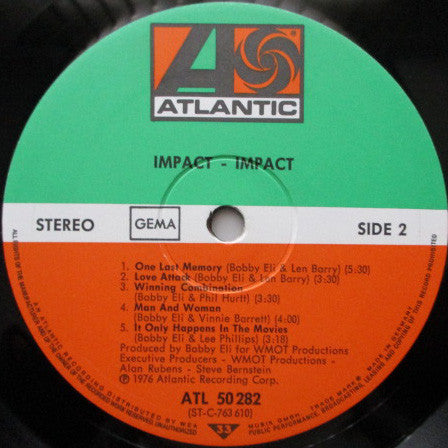 ATLANTIC
IMPACT - IMPACT
STEREO
GEMA
SIDE 2
1. One Last Memory (Bobby Eli & Len Barry) (5:30)
2. Love Attack (Bobby Eli & Len Barry) (3:30)
3. Winning Combination
(Bobby Eli & Phil Hurtt) (3:30)
4. Man And Woman
(Bobby Eli & Vinnie Barrett) (4:00)
5. It Only Happens In The Movies
(Bobby Eli & Lee Phillips) (3:18)
Produced by Bobby Eli for WMOT Productions
Executive Producers - WMOT Productions -
Alan Rubens - Steve Bernstein
℗ 1976 Atlantic Recording Corp.
ATL 50 282
(ST-C-763 610)
33